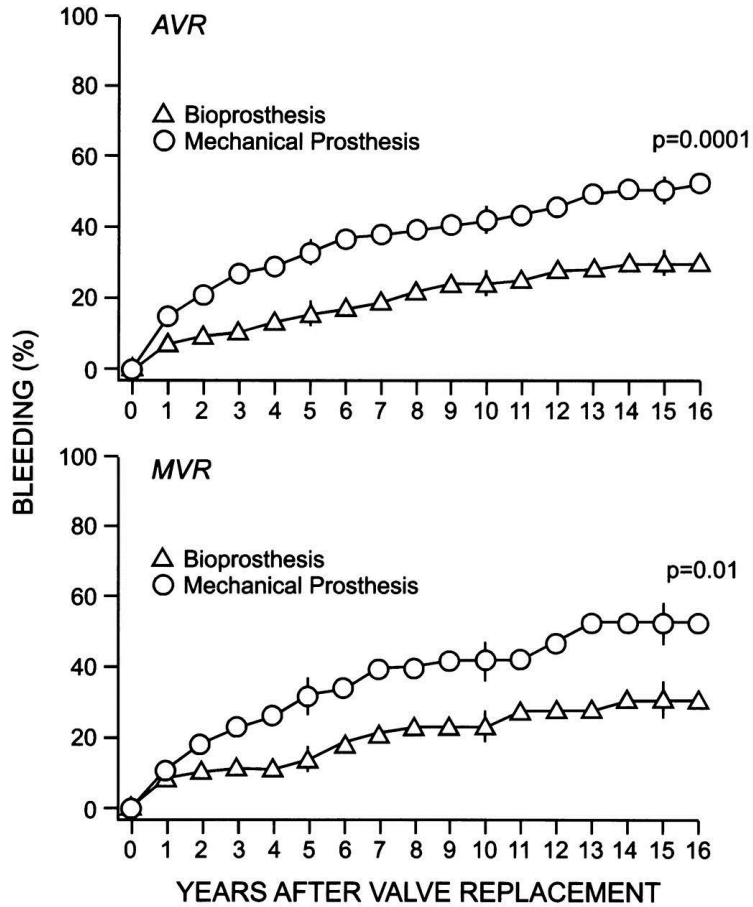 BLEEDING (%)
AVR
100
80
60
40
20
0
Bioprosthesis
Mechanical Prosthesis
p=0.0001
0 1 2 3 4 5 6 7 8 9 10 11 12 13 14 15 16
MVR
100
80
60
40
20
0
Bioprosthesis
Mechanical Prosthesis
p=0.01
0 1 2 3 4 5 6 7 8 9 10 11 12 13 14 15 16
YEARS AFTER VALVE REPLACEMENT